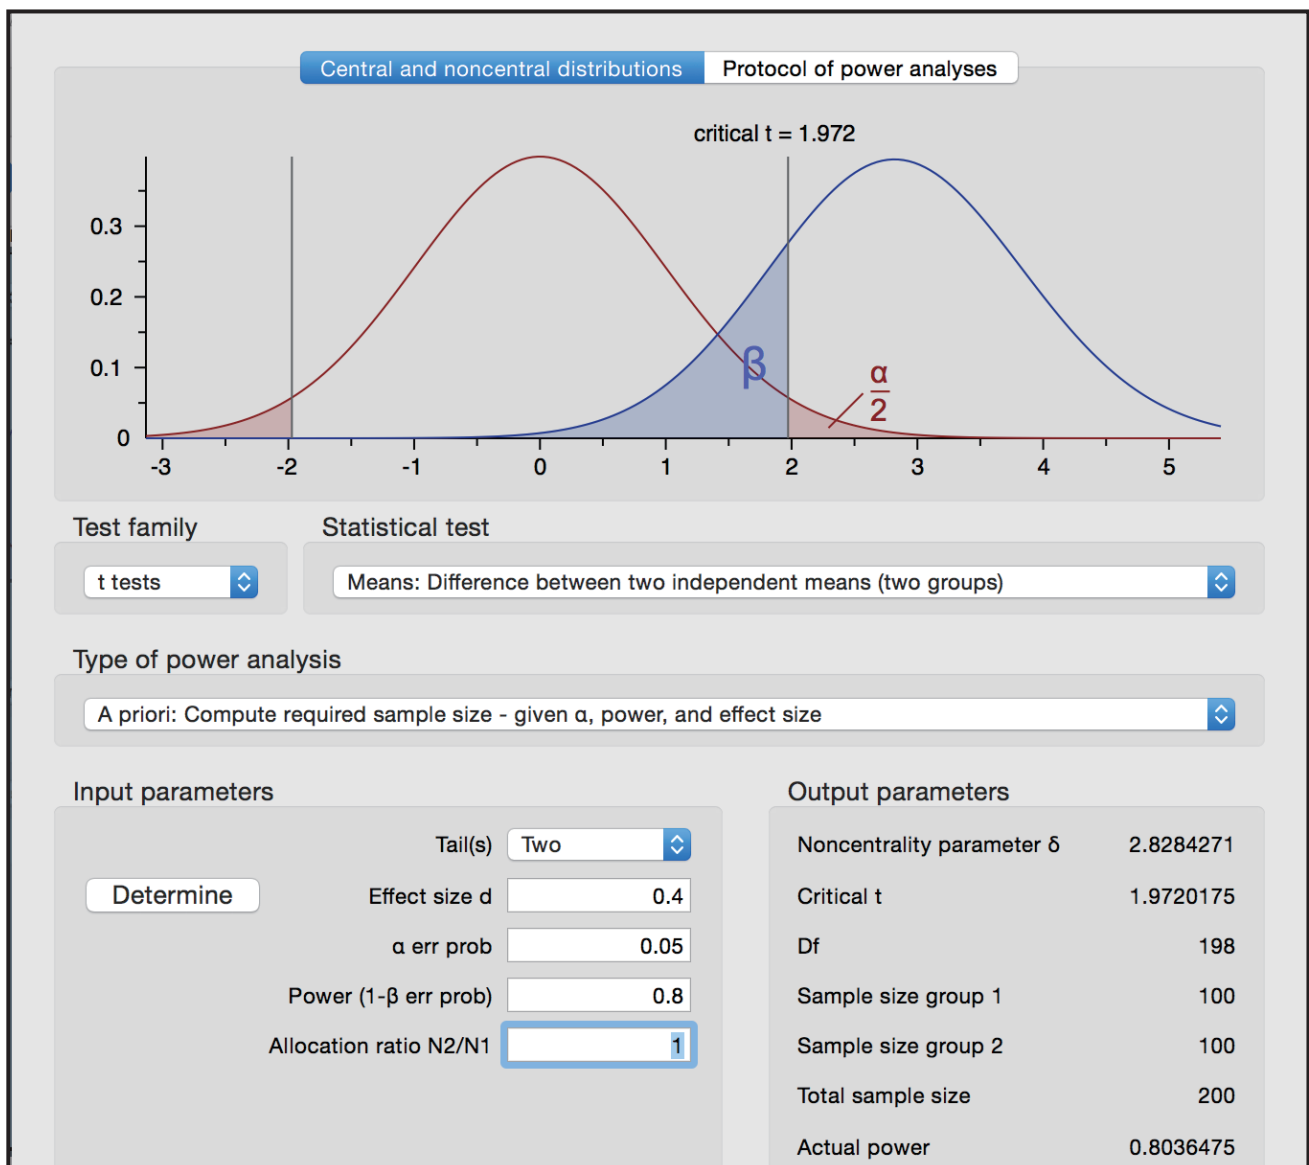 Central and noncentral distributions Protocol of power analyses
critical t = 1.972
0.3
0.2
0.1
0
β
α
2
-3 -2 -1 0 1 2 3 4 5
Test family Statistical test
t tests Means: Difference between two independent means (two groups)
Type of power analysis
A priori: Compute required sample size - given α, power, and effect size
Input parameters Output parameters
Tail(s) Two Noncentrality parameter δ 2.8284271
Determine Effect size d 0.4 Critical t 1.9720175
α err prob 0.05 Df 198
Power (1-β err prob) 0.8 Sample size group 1 100
Allocation ratio N2/N1 1 Sample size group 2 100
Total sample size 200
Actual power 0.8036475